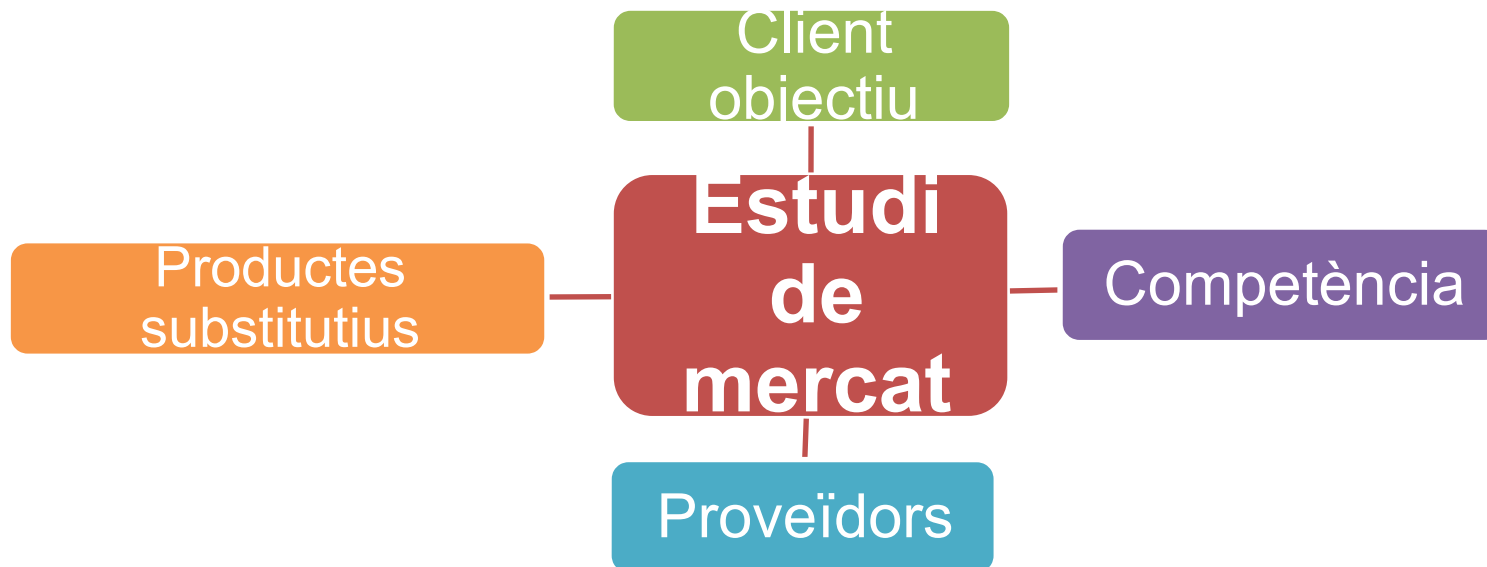 Client
objectiu
Estudi
de
mercat
Productes
substitutius
Competència
Proveïdors